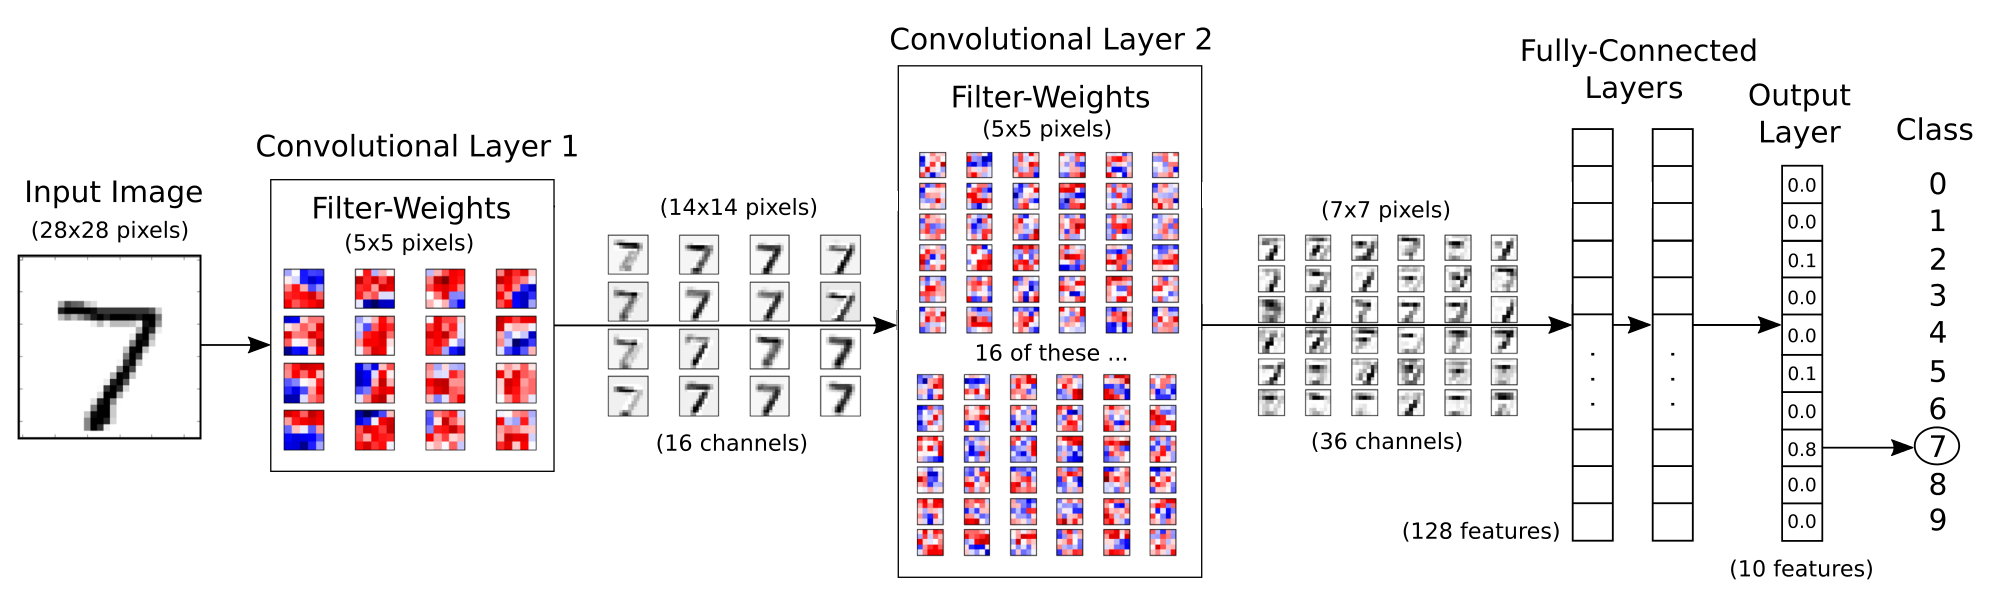 Input Image
(28x28 pixels)
Convolutional Layer 1
Filter-Weights
(5x5 pixels)
(14x14 pixels)
(16 channels)
Convolutional Layer 2
Filter-Weights
(5x5 pixels)
16 of these ...
(7x7 pixels)
(36 channels)
Fully-Connected
Layers
(128 features)
Output
Layer
0.0
0.0
0.1
0.0
0.0
0.1
0.0
0.8
0.0
0.0
(10 features)
Class
0
1
2
3
4
5
6
7
8
9